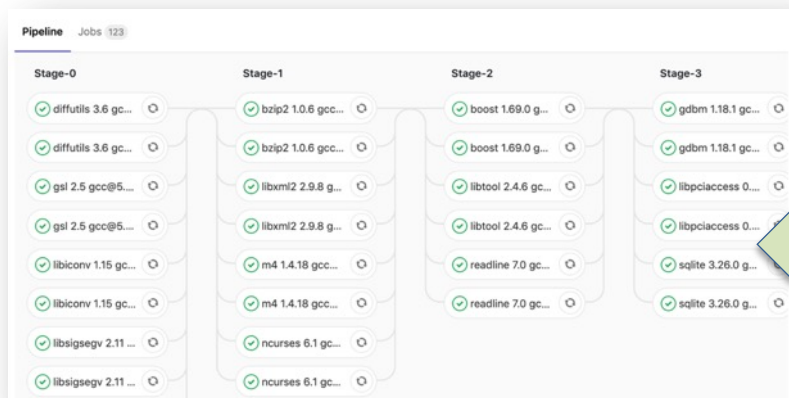 Pipeline Jobs 123
Stage-0 Stage-1 Stage-2 Stage-3
diffutils 3.6 gc... bzip2 1.0.6 gcc... boost 1.69.0 g... gdbm 1.18.1 gc...
diffutils 3.6 gc... bzip2 1.0.6 gcc... boost 1.69.0 g... gdbm 1.18.1 gc...
gsl 2.5 gcc@5.... libxml2 2.9.8 g... libtool 2.4.6 gc... libpciaccess 0....
gsl 2.5 gcc@5.... libxml2 2.9.8 g... libtool 2.4.6 gc... libpciaccess 0....
libiconv 1.15 gc... m4 1.4.18 gcc... readline 7.0 gc... sqlite 3.26.0 g...
libiconv 1.15 gc... m4 1.4.18 gcc... readline 7.0 gc... sqlite 3.26.0 g...
libsigsegv 2.11 ... ncurses 6.1 gc...
libsigsegv 2.11 ... ncurses 6.1 gc...